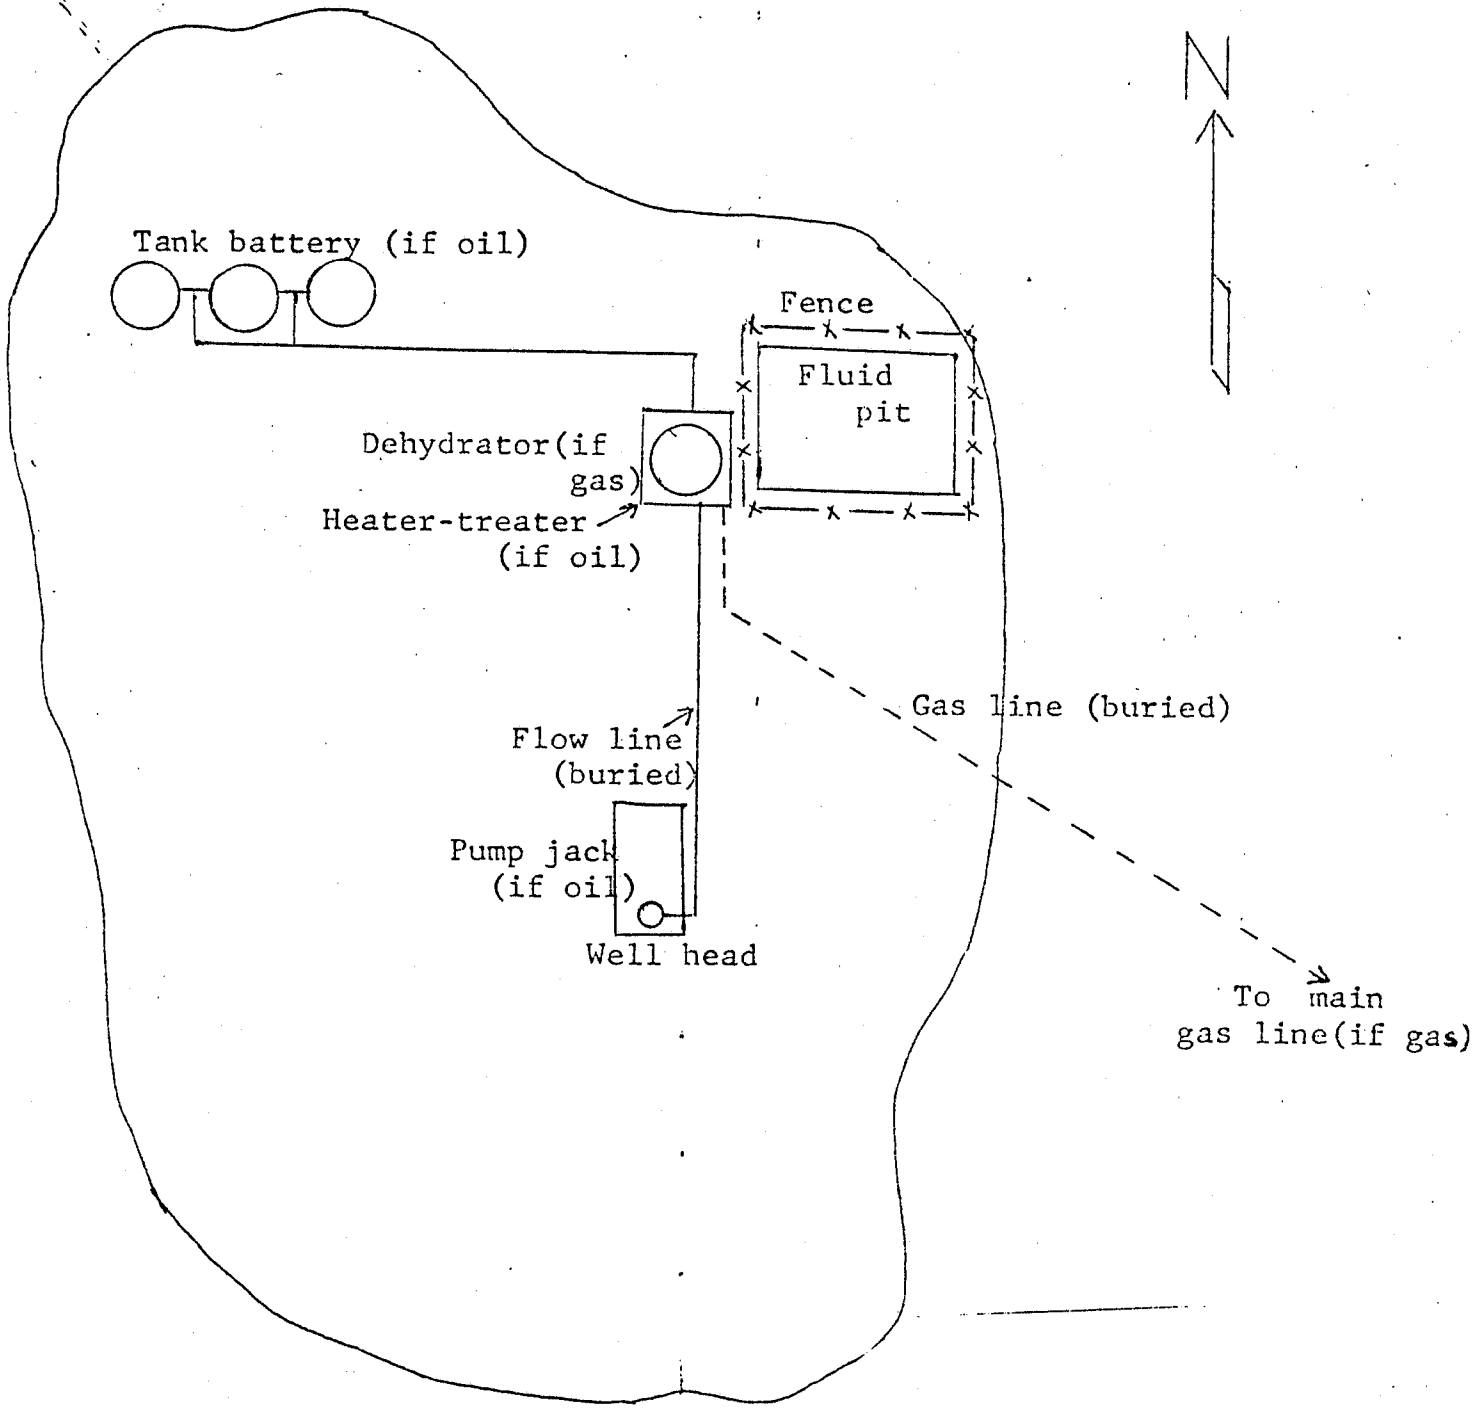 N
Tank battery (if oil)
Fence
Fluid
pit
Dehydrator(if
gas)
Heater-treater
(if oil)
Gas line (buried)
Flow line
(buried)
Pump jack
(if oil)
Well head
To main
gas line(if gas)